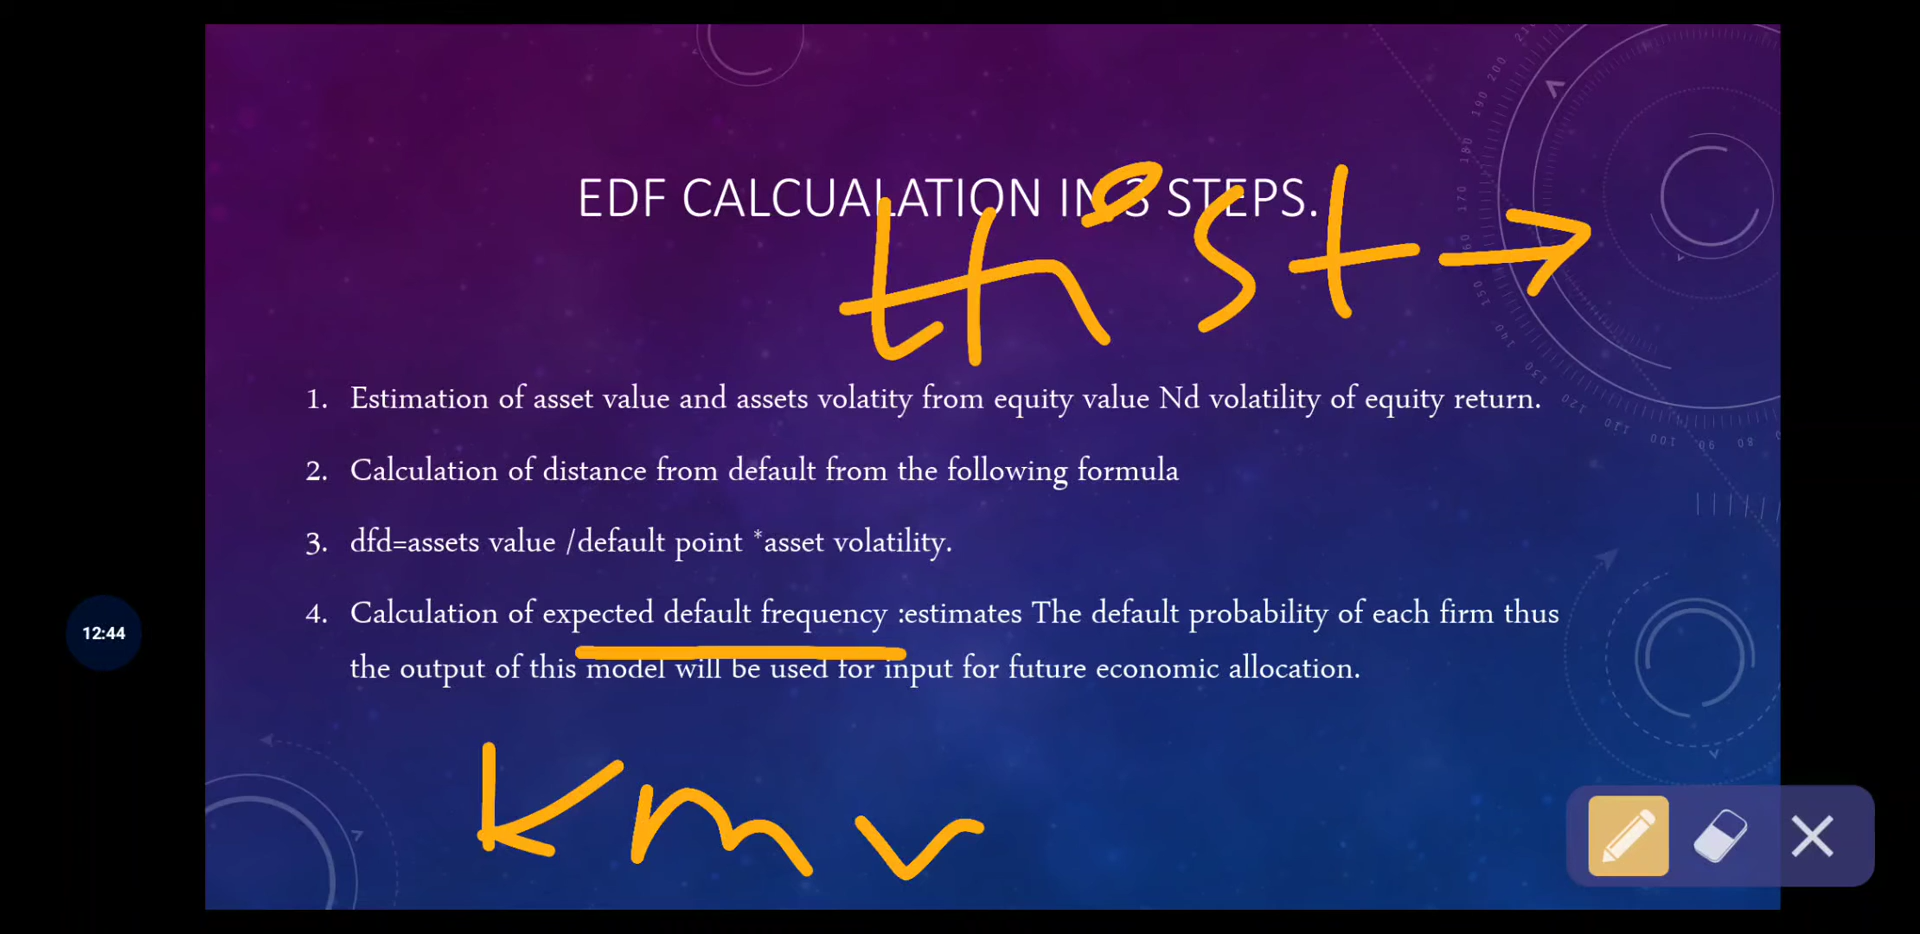 EDF CALCUALATION IN 3 STEPS.
thist →
1. Estimation of asset value and assets volatity from equity value Nd volatility of equity return.
2. Calculation of distance from default from the following formula
3. dfd=assets value /default point *asset volatility.
4. Calculation of expected default frequency :estimates The default probability of each firm thus
the output of this model will be used for input for future economic allocation.
12:44
kmv